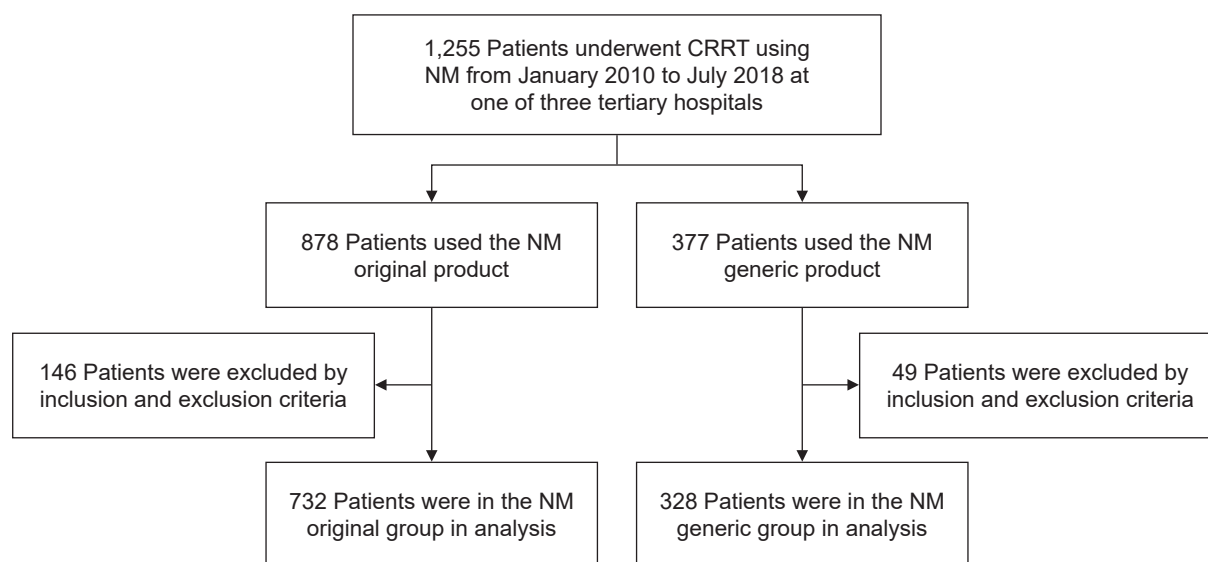 1,255 Patients underwent CRRT using
NM from January 2010 to July 2018 at
one of three tertiary hospitals
878 Patients used the NM
original product
377 Patients used the NM
generic product
146 Patients were excluded by
inclusion and exclusion criteria
49 Patients were excluded by
inclusion and exclusion criteria
732 Patients were in the NM
original group in analysis
328 Patients were in the NM
generic group in analysis